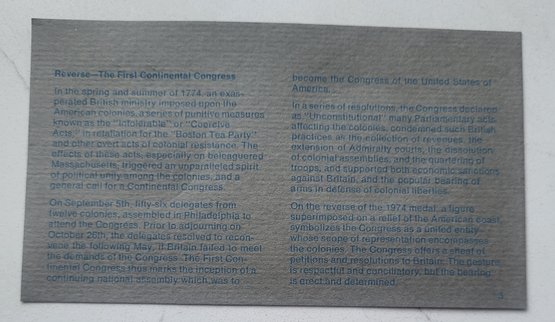 Reverse—The First Continental Congress
In the spring and summer of 1774, an exas-
perated British ministry imposed upon the
American colonies, a series of punitive measures
known as the "Intolerable" or "Coercive
Acts," in retaliation for the "Boston Tea Party"
and other overt acts of colonial resistance. The
effects of these acts, especially on beleaguered
Massachusetts, triggered an unparalleled spirit
of political unity among the colonies, and a
general call for a Continental Congress.
On September 5th, fifty-six delegates from
twelve colonies, assembled in Philadelphia to
attend the Congress. Prior to adjourning on
October 26th, the delegates resolved to recon-
vene the following May, if Britain failed to meet
the demands of the Congress. The First Con-
tinental Congress thus marks the inception of a
continuing national assembly which was to
become the Congress of the United States of
America.
In a series of resolutions, the Congress declared
as "Unconstitutional" many Parliamentary acts
affecting the colonies, condemned such British
practices as the collection of revenues, the
extension of Admiralty courts, the dissolution
of colonial assemblies, and the quartering of
troops, and supported both economic sanctions
against Britain, and the popular bearing of
arms in defense of colonial liberties.
On the reverse of the 1974 medal, a figure
superimposed on a relief of the American coast,
symbolizes the Congress as a united entity
whose scope of representation encompasses
the colonies. The Congress offers a sheaf of
petitions and resolutions to Britain. The gesture
is respectful and conciliatory, but the bearing
is erect and determined.
3